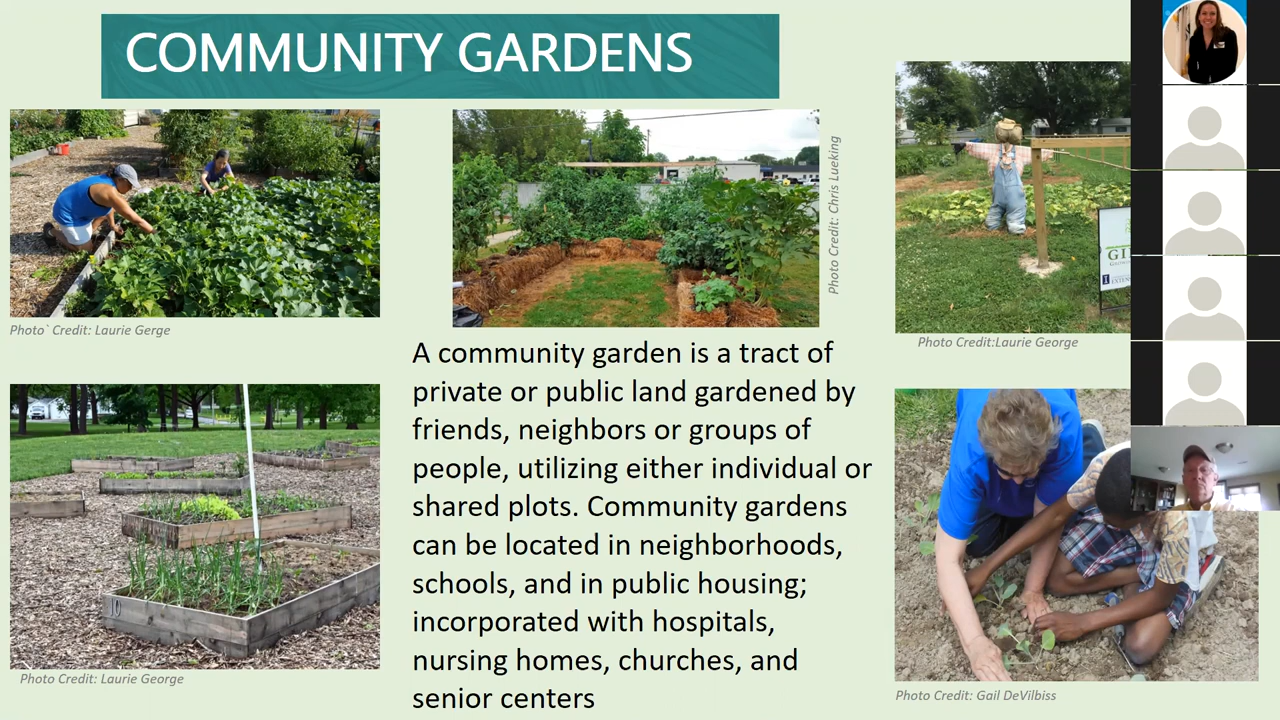 COMMUNITY GARDENS
Photo` Credit: Laurie Gerge
Photo Credit: Chris Lueking
Photo Credit:Laurie George
A community garden is a tract of
private or public land gardened by
friends, neighbors or groups of
people, utilizing either individual or
shared plots. Community gardens
can be located in neighborhoods,
schools, and in public housing;
incorporated with hospitals,
nursing homes, churches, and
senior centers
10
Photo Credit: Laurie George
Photo Credit: Gail DeVilbiss